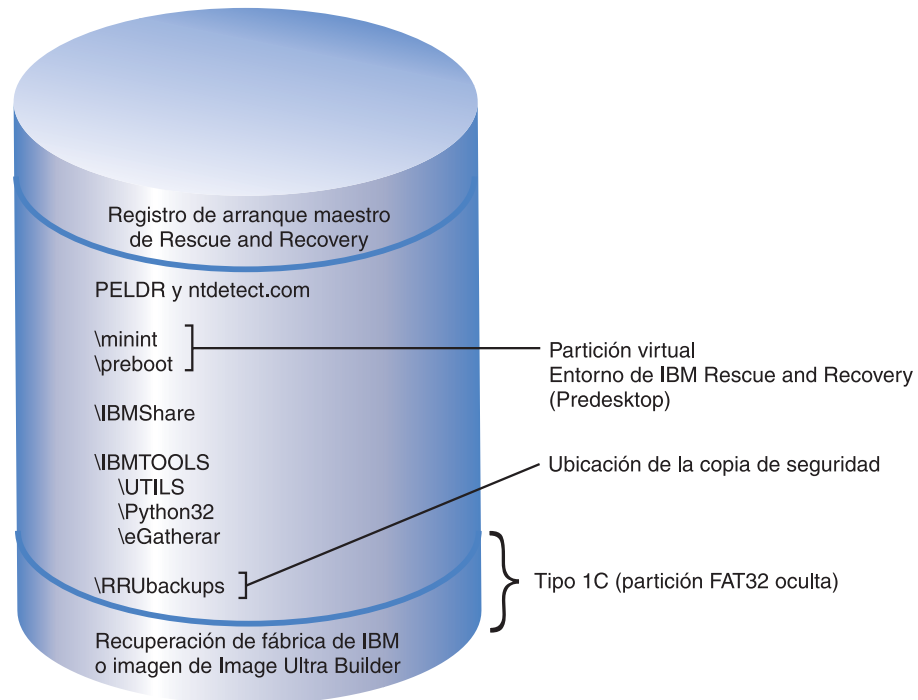 Registro de arranque maestro
de Rescue and Recovery
PELDR y ntdetect.com
\minint
\preboot
Partición virtual
Entorno de IBM Rescue and Recovery
(Predesktop)
\IBMShare
\IBMTOOLS
\UTILS
\Python32
\eGatherar
Ubicación de la copia de seguridad
\RRUbackups
Tipo 1C (partición FAT32 oculta)
Recuperación de fábrica de IBM
o imagen de Image Ultra Builder